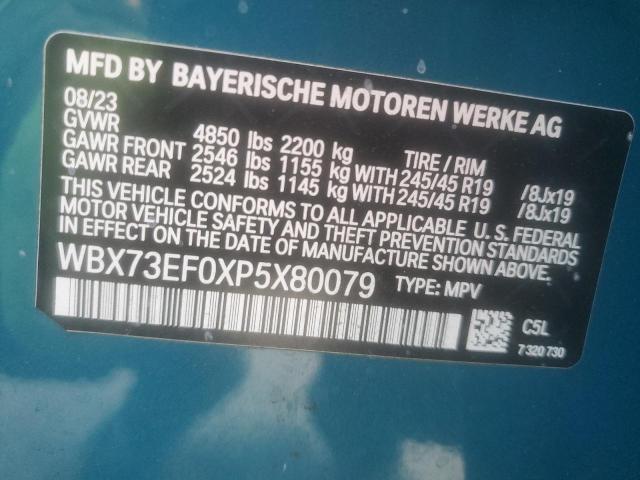 MFD BY BAYERISCHE MOTOREN WERKE AG
08/23
GVWR 4850 lbs 2200 kg TIRE / RIM
GAWR FRONT 2546 lbs 1155 kg WITH 245/45 R19 /8Jx19
GAWR REAR 2524 lbs 1145 kg WITH 245/45 R19 /8Jx19
THIS VEHICLE CONFORMS TO ALL APPLICABLE U. S. FEDERAL
MOTOR VEHICLE SAFETY AND THEFT PREVENTION STANDARDS
IN EFFECT ON THE DATE OF MANUFACTURE SHOWN ABOVE.
WBX73EF0XP5X80079 TYPE: MPV
C5L
7 320 730